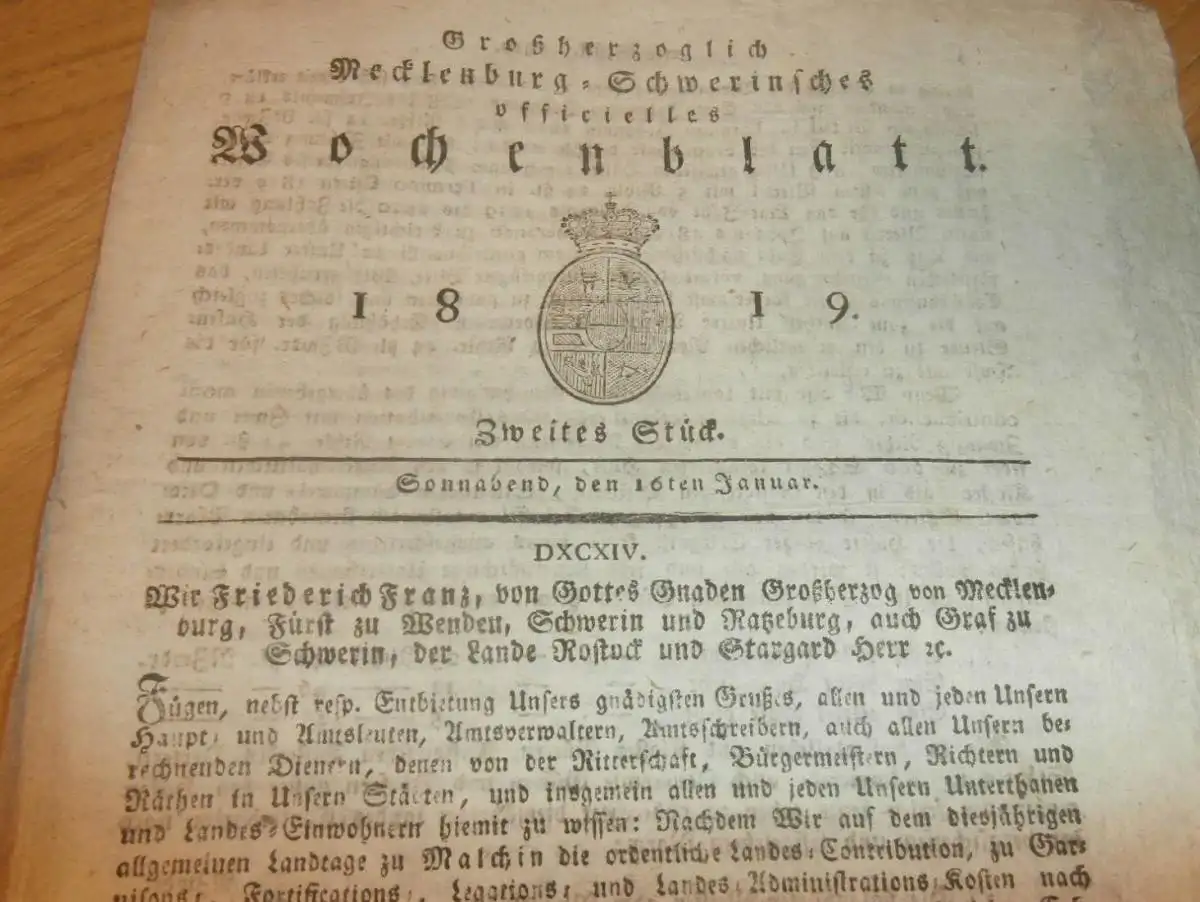 Großherzoglich
Mecklenburg-Schwerinsches
officielles
Wochenblatt.
1819.
Zweites Stück.
Sonnabend, den 16ten Januar.
DXCXIV.
Wir Friederich Franz, von Gottes Gnaden Großherzog von Mecklen-
burg, Fürst zu Wenden, Schwerin und Ratzeburg, auch Graf zu
Schwerin, der Lande Rostock und Stargard Herr ꝛc.
Fügen, nebst resp. Entbietung Unsers gnädigsten Grußes, allen und jeden Unsern
Haupt- und Amtsleuten, Amtsverwaltern, Amtsschreibern, auch allen Unsern be-
rechnenden Dienern, denen von der Ritterschaft, Bürgermeistern, Richtern und
Räthen in Unsern Städten, und insgemein allen und jeden Unsern Unterthanen
und Landes-Einwohnern hiemit zu wissen: Nachdem Wir auf dem diesjährigen
allgemeinen Landtage zu Malchin die ordentliche Landes-Contribution, zu Gar-
nisons-, Fortifications-, Legations- und Landes-Administrations-Kosten nach